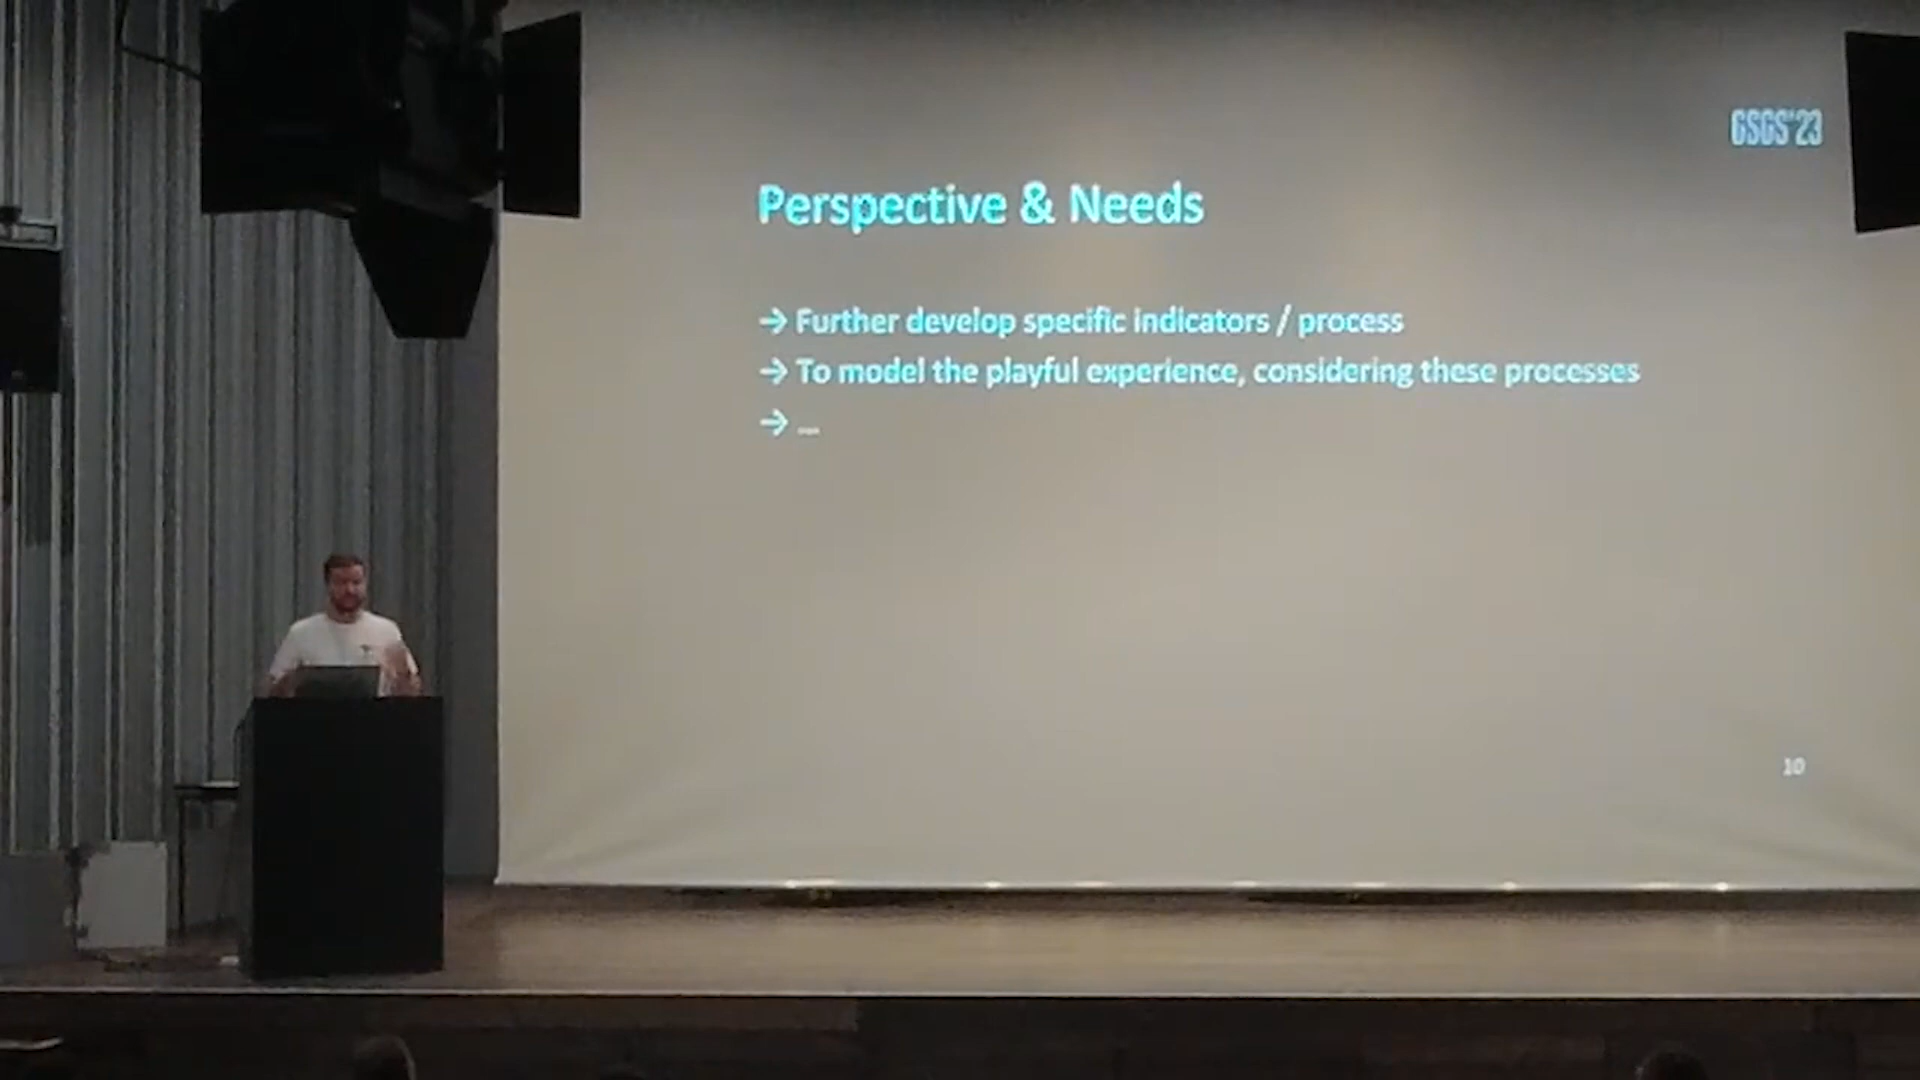 GSGS'23
Perspective & Needs
→ Further develop specific indicators / process
→ To model the playful experience, considering these processes
→ ...
10